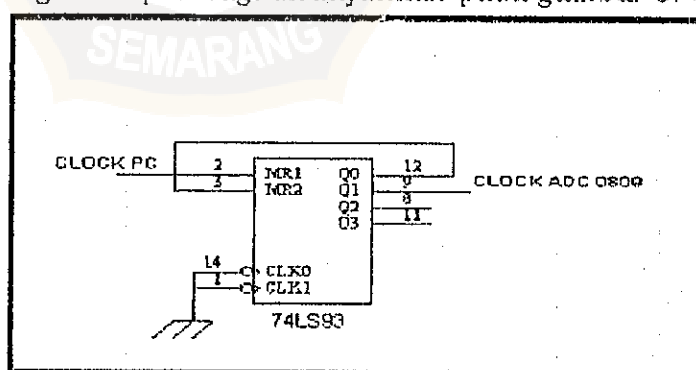 SEMARANG
CLOCK PC 2 MR1 Q0 12
3 MR2 Q1 9 CLOCK ADC 0809
Q2 8
Q3 11
14 CLK0
1 CLK1
74LS93